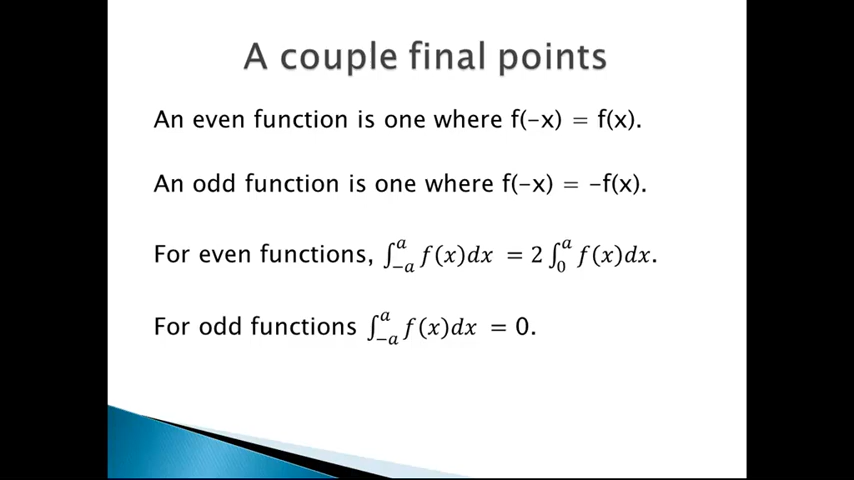 A couple final points
An even function is one where f(-x) = f(x).
An odd function is one where f(-x) = -f(x).
For even functions, ∫_{-a}^{a} f(x)dx = 2 ∫_{0}^{a} f(x)dx.
For odd functions ∫_{-a}^{a} f(x)dx = 0.